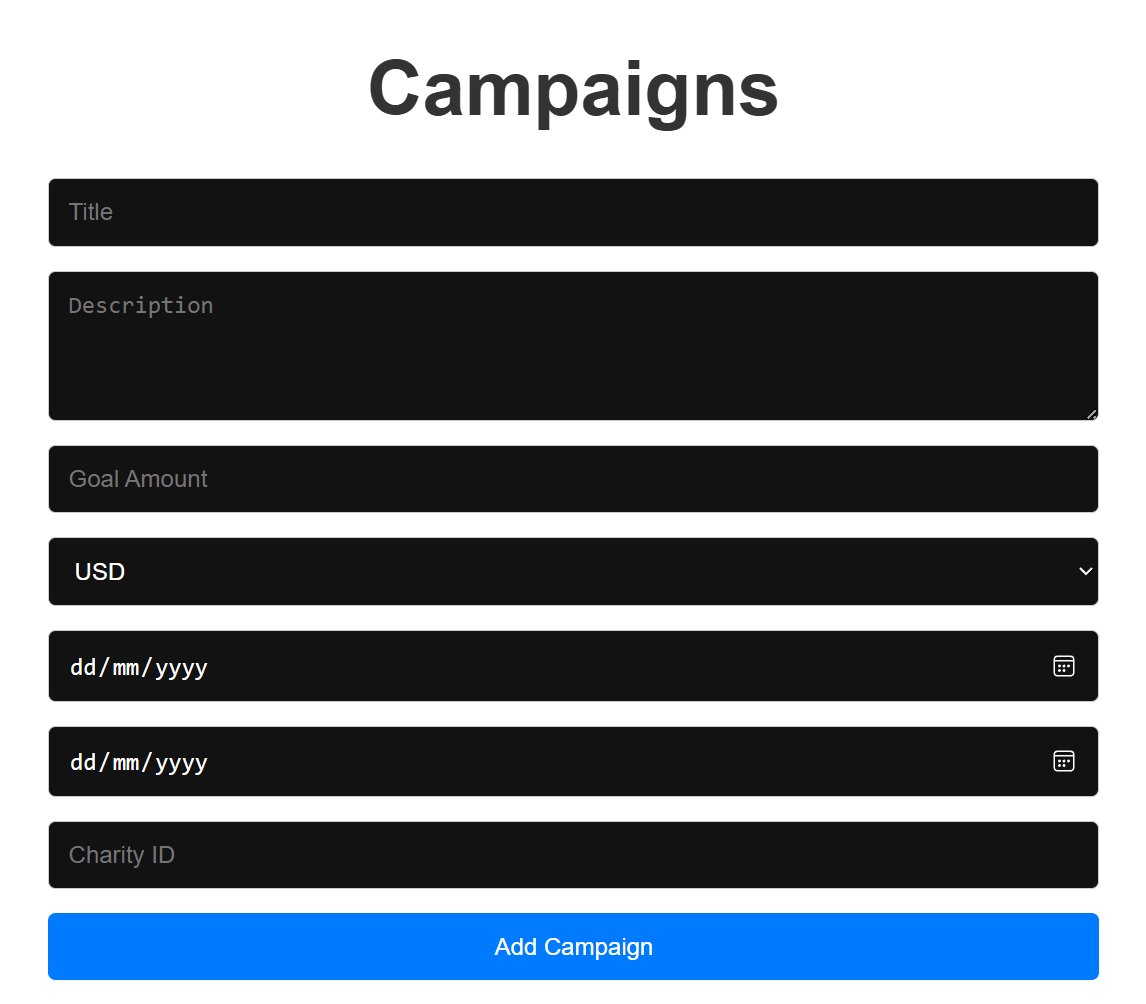 Campaigns
Title
Description
Goal Amount
USD
dd/mm/yyyy
dd/mm/yyyy
Charity ID
Add Campaign